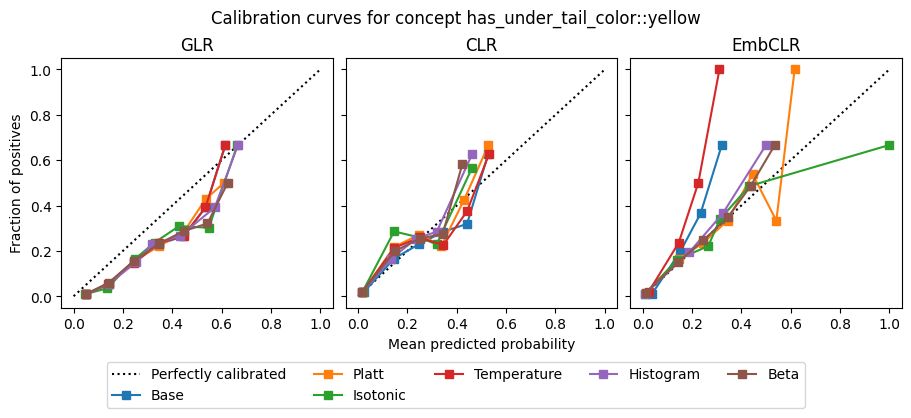 Calibration curves for concept has_under_tail_color::yellow
GLR
CLR
EmbCLR
Fraction of positives
1.0
0.8
0.6
0.4
0.2
0.0
0.0 0.2 0.4 0.6 0.8 1.0
0.0 0.2 0.4 0.6 0.8 1.0
0.0 0.2 0.4 0.6 0.8 1.0
Mean predicted probability
Perfectly calibrated
Base
Platt
Isotonic
Temperature
Histogram
Beta